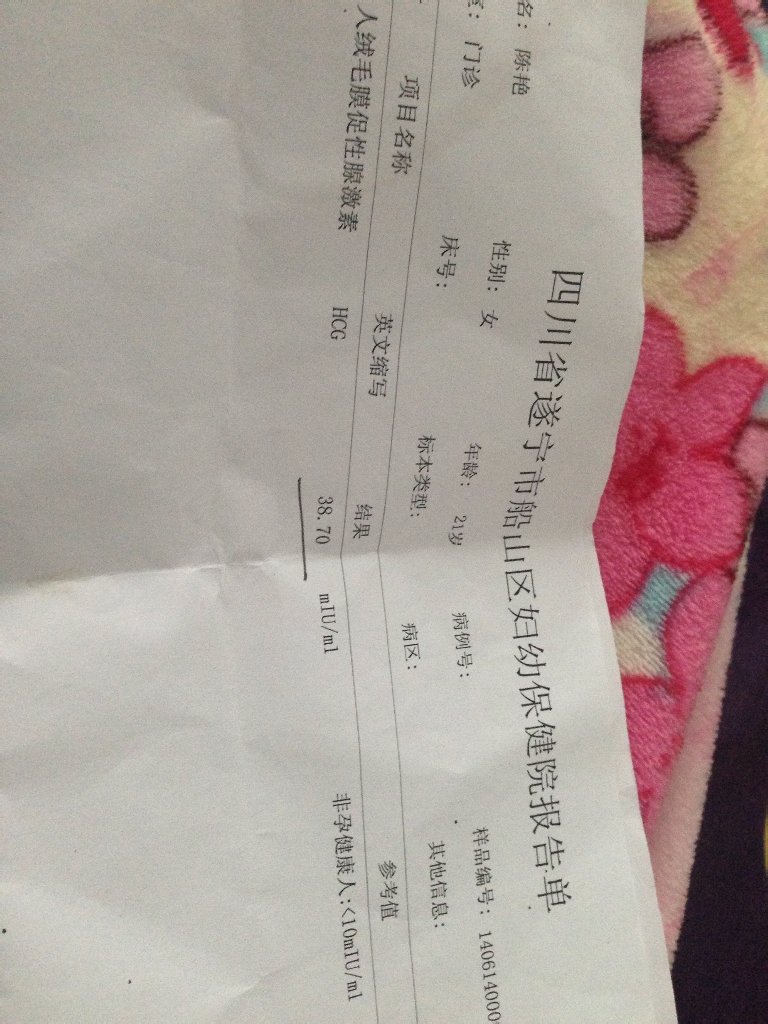 四川省遂宁市船山区妇幼保健院报告单
名: 陈艳 性别: 女 年龄: 21岁 病例号: 样品编号: 140614000
: 门诊 床号: 标本类型: 病区: 其他信息:
项目名称 英文缩写 结果 参考值
人绒毛膜促性腺激素 HCG 38.70 mIU/ml 非孕健康人:<10mIU/ml